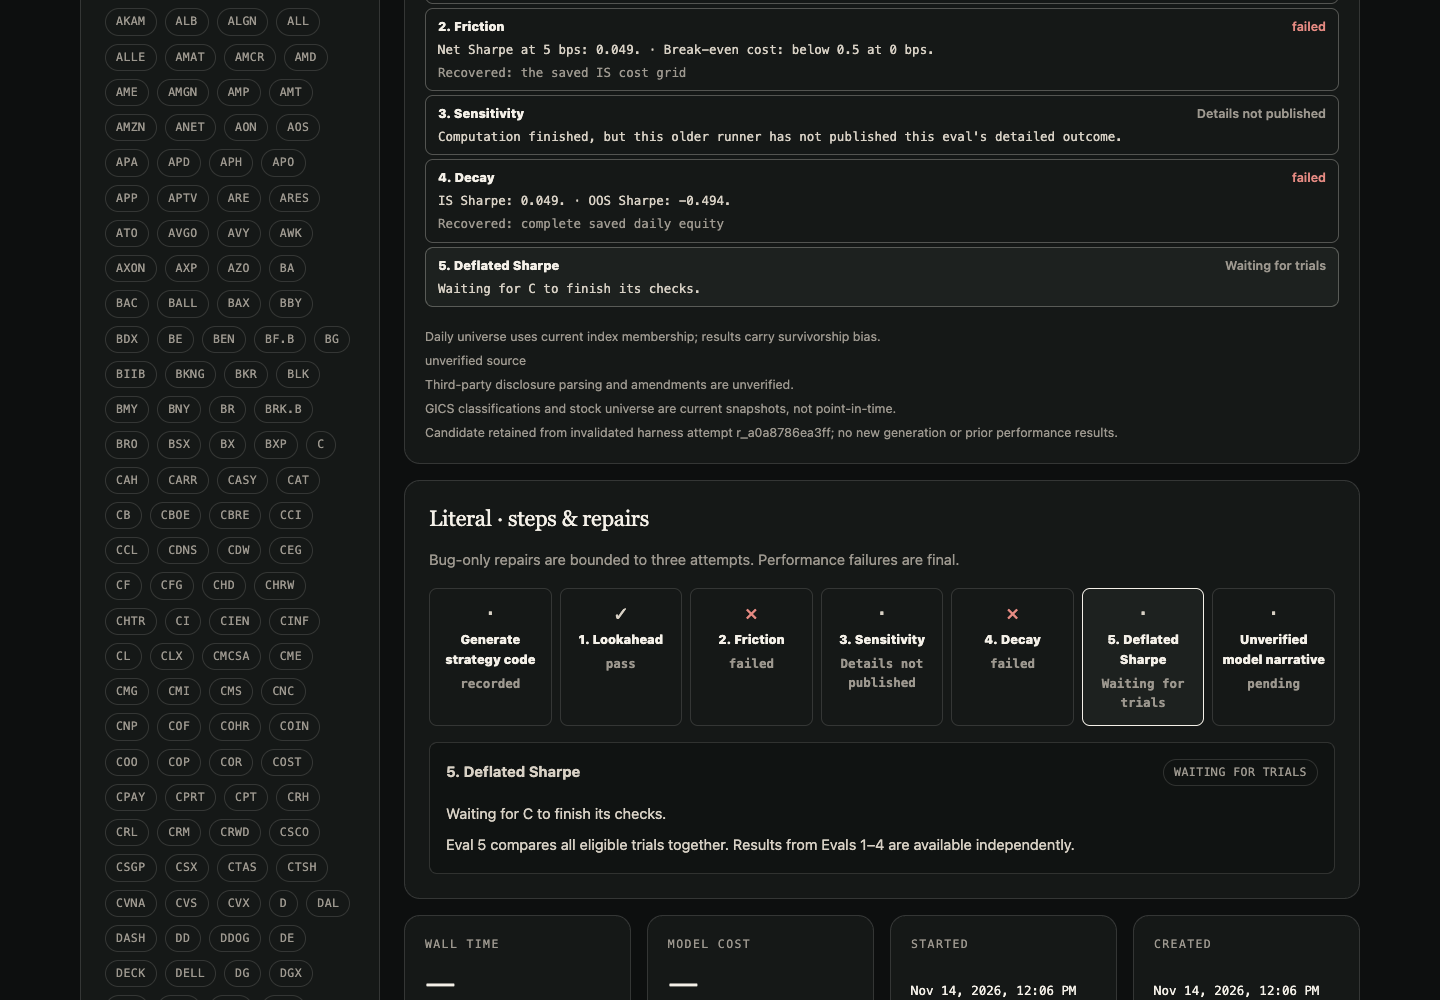 AKAM ALB ALGN ALL
ALLE AMAT AMCR AMD
AME AMGN AMP AMT
AMZN ANET AON AOS
APA APD APH APO
APP APTV ARE ARES
ATO AVGO AVY AWK
AXON AXP AZO BA
BAC BALL BAX BBY
BDX BE BEN BF.B BG
BIIB BKNG BKR BLK
BMY BNY BR BRK.B
BRO BSX BX BXP C
CAH CARR CASY CAT
CB CBOE CBRE CCI
CCL CDNS CDW CEG
CF CFG CHD CHRW
CHTR CI CIEN CINF
CL CLX CMCSA CME
CMG CMI CMS CNC
CNP COF COHR COIN
COO COP COR COST
CPAY CPRT CPT CRH
CRL CRM CRWD CSCO
CSGP CSX CTAS CTSH
CVNA CVS CVX D DAL
DASH DD DDOG DE
DECK DELL DG DGX
2. Friction failed
Net Sharpe at 5 bps: 0.049. · Break-even cost: below 0.5 at 0 bps.
Recovered: the saved IS cost grid
3. Sensitivity Details not published
Computation finished, but this older runner has not published this eval's detailed outcome.
4. Decay failed
IS Sharpe: 0.049. · OOS Sharpe: -0.494.
Recovered: complete saved daily equity
5. Deflated Sharpe Waiting for trials
Waiting for C to finish its checks.
Daily universe uses current index membership; results carry survivorship bias.
unverified source
Third-party disclosure parsing and amendments are unverified.
GICS classifications and stock universe are current snapshots, not point-in-time.
Candidate retained from invalidated harness attempt r_a0a8786ea3ff; no new generation or prior performance results.
Literal · steps & repairs
Bug-only repairs are bounded to three attempts. Performance failures are final.
·
Generate
strategy code
recorded
✓
1. Lookahead
pass
✕
2. Friction
failed
·
3. Sensitivity
Details not
published
✕
4. Decay
failed
·
5. Deflated
Sharpe
Waiting for
trials
·
Unverified
model narrative
pending
5. Deflated Sharpe WAITING FOR TRIALS
Waiting for C to finish its checks.
Eval 5 compares all eligible trials together. Results from Evals 1–4 are available independently.
WALL TIME
—
MODEL COST
—
STARTED
Nov 14, 2026, 12:06 PM
CREATED
Nov 14, 2026, 12:06 PM